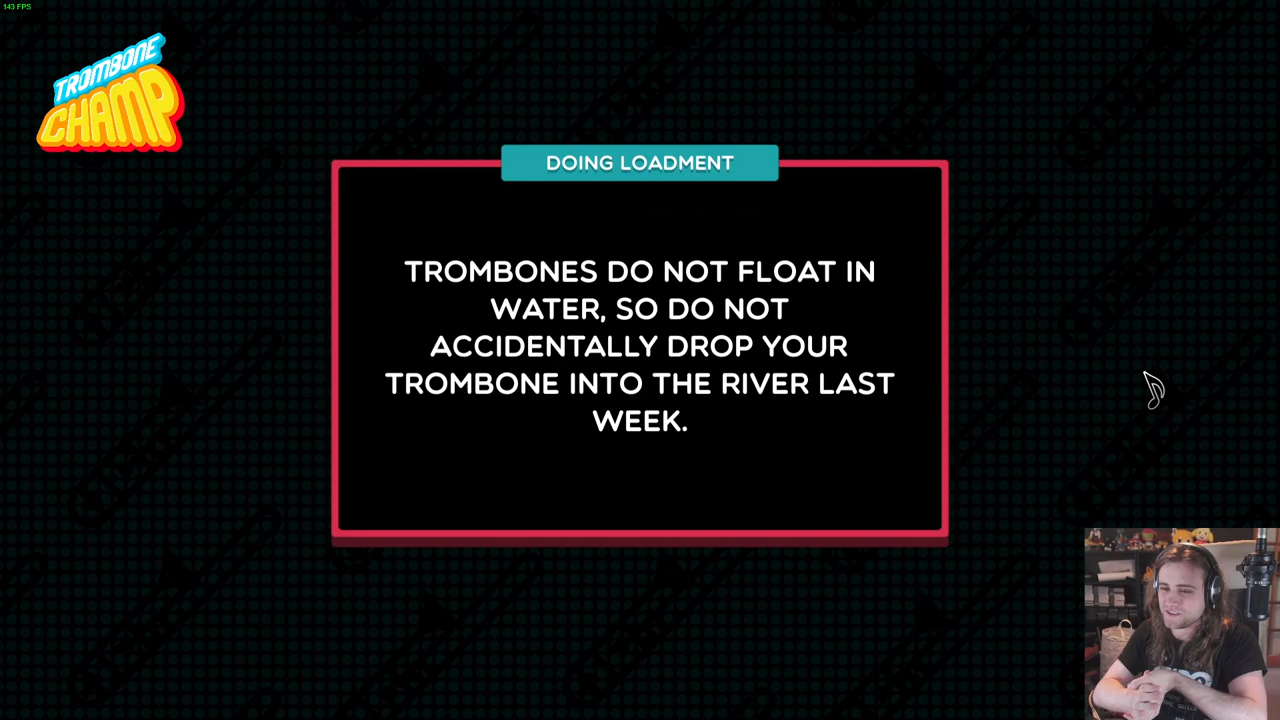 143 FPS
TROMBONE
CHAMP
DOING LOADMENT
TROMBONES DO NOT FLOAT IN
WATER, SO DO NOT
ACCIDENTALLY DROP YOUR
TROMBONE INTO THE RIVER LAST
WEEK.